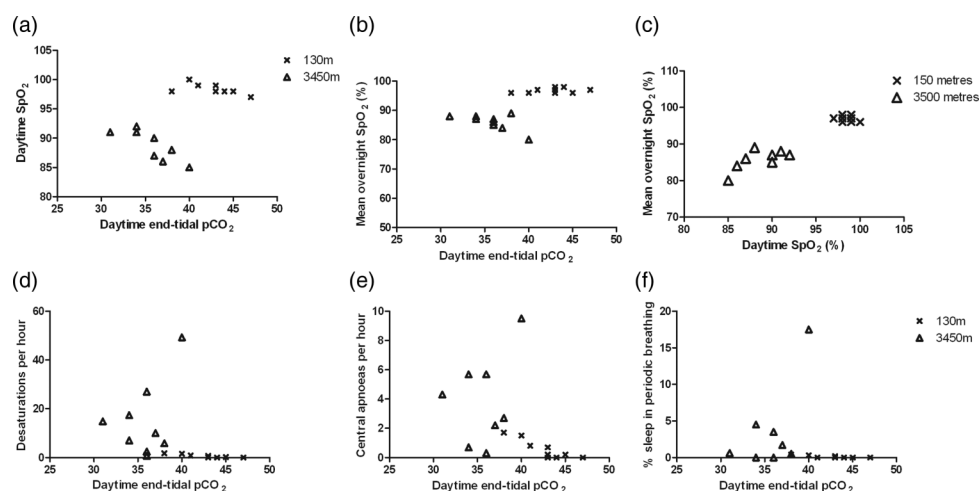 (a)
105
100
95
90
85
80
Daytime SpO2
25 30 35 40 45 50
Daytime end-tidal pCO2
130m
3450m
(b)
100
90
80
70
60
50
Mean overnight SpO2 (%)
25 30 35 40 45 50
Daytime end-tidal pCO2
(c)
110
100
90
80
70
Mean overnight SpO2 (%)
80 85 90 95 100 105
Daytime SpO2 (%)
150 metres
3500 metres
(d)
60
40
20
0
Desaturations per hour
25 30 35 40 45 50
Daytime end-tidal pCO2
(e)
10
8
6
4
2
0
Central apnoeas per hour
25 30 35 40 45 50
Daytime end-tidal pCO2
(f)
20
15
10
5
0
% sleep in periodic breathing
25 30 35 40 45 50
Daytime end-tidal pCO2
130m
3450m